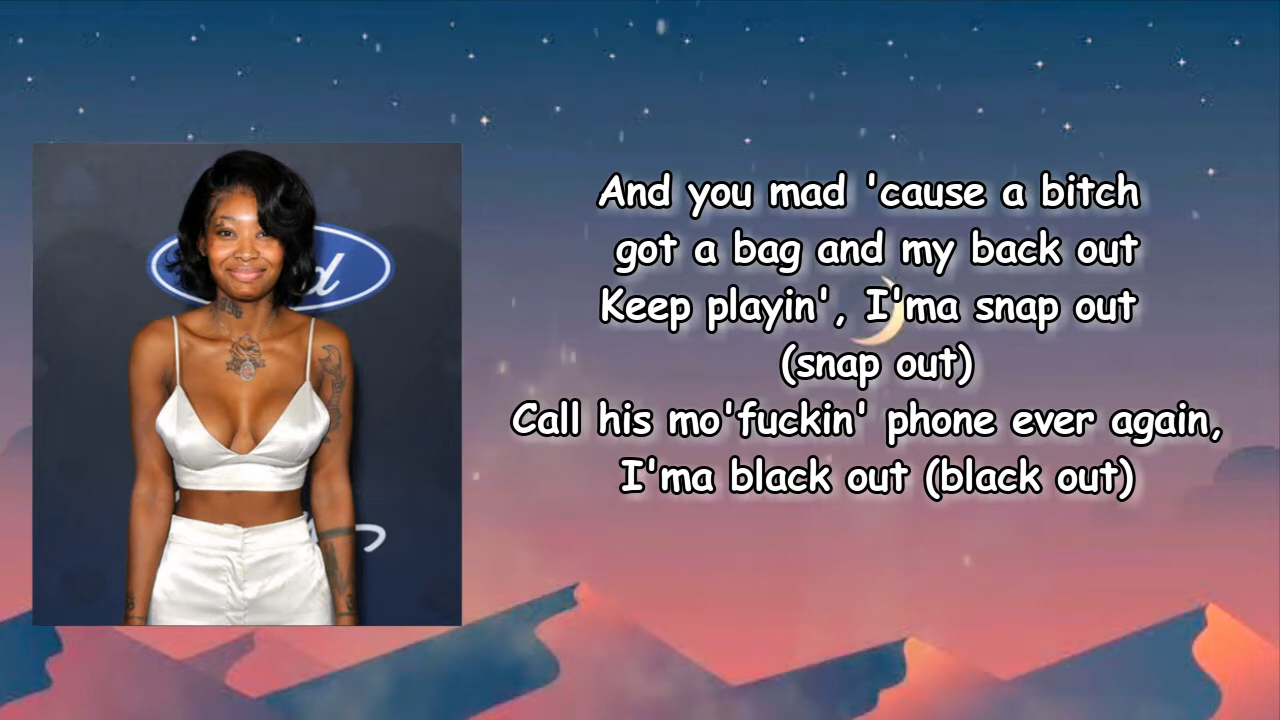 And you mad 'cause a bitch
got a bag and my back out
Keep playin', I'ma snap out
(snap out)
Call his mo'fuckin' phone ever again,
I'ma black out (black out)
d